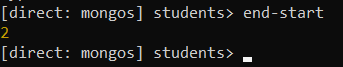 [direct: mongos] students> end-start
2
[direct: mongos] students>